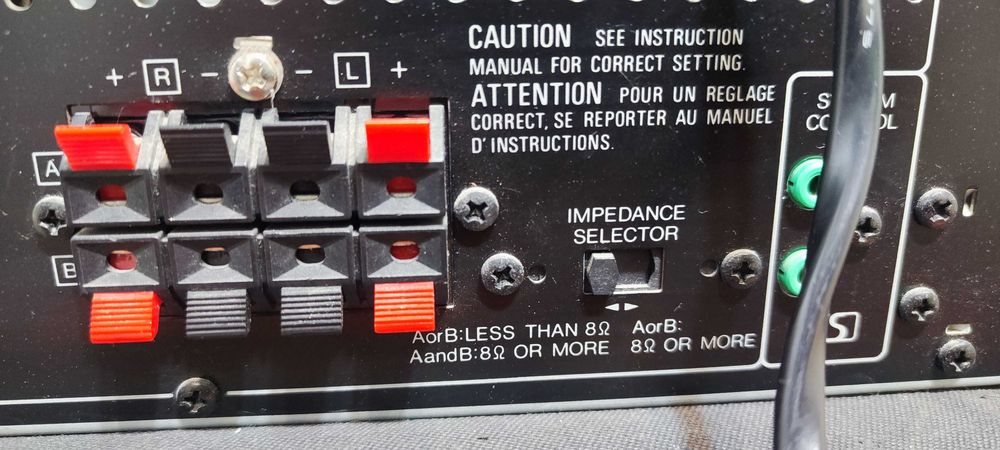 + R − − L +
A
B
CAUTION SEE INSTRUCTION
MANUAL FOR CORRECT SETTING.
ATTENTION POUR UN REGLAGE
CORRECT, SE REPORTER AU MANUEL
D'INSTRUCTIONS.
IMPEDANCE
SELECTOR
◄ ►
AorB:LESS THAN 8Ω
AandB:8Ω OR MORE
AorB:
8Ω OR MORE
S